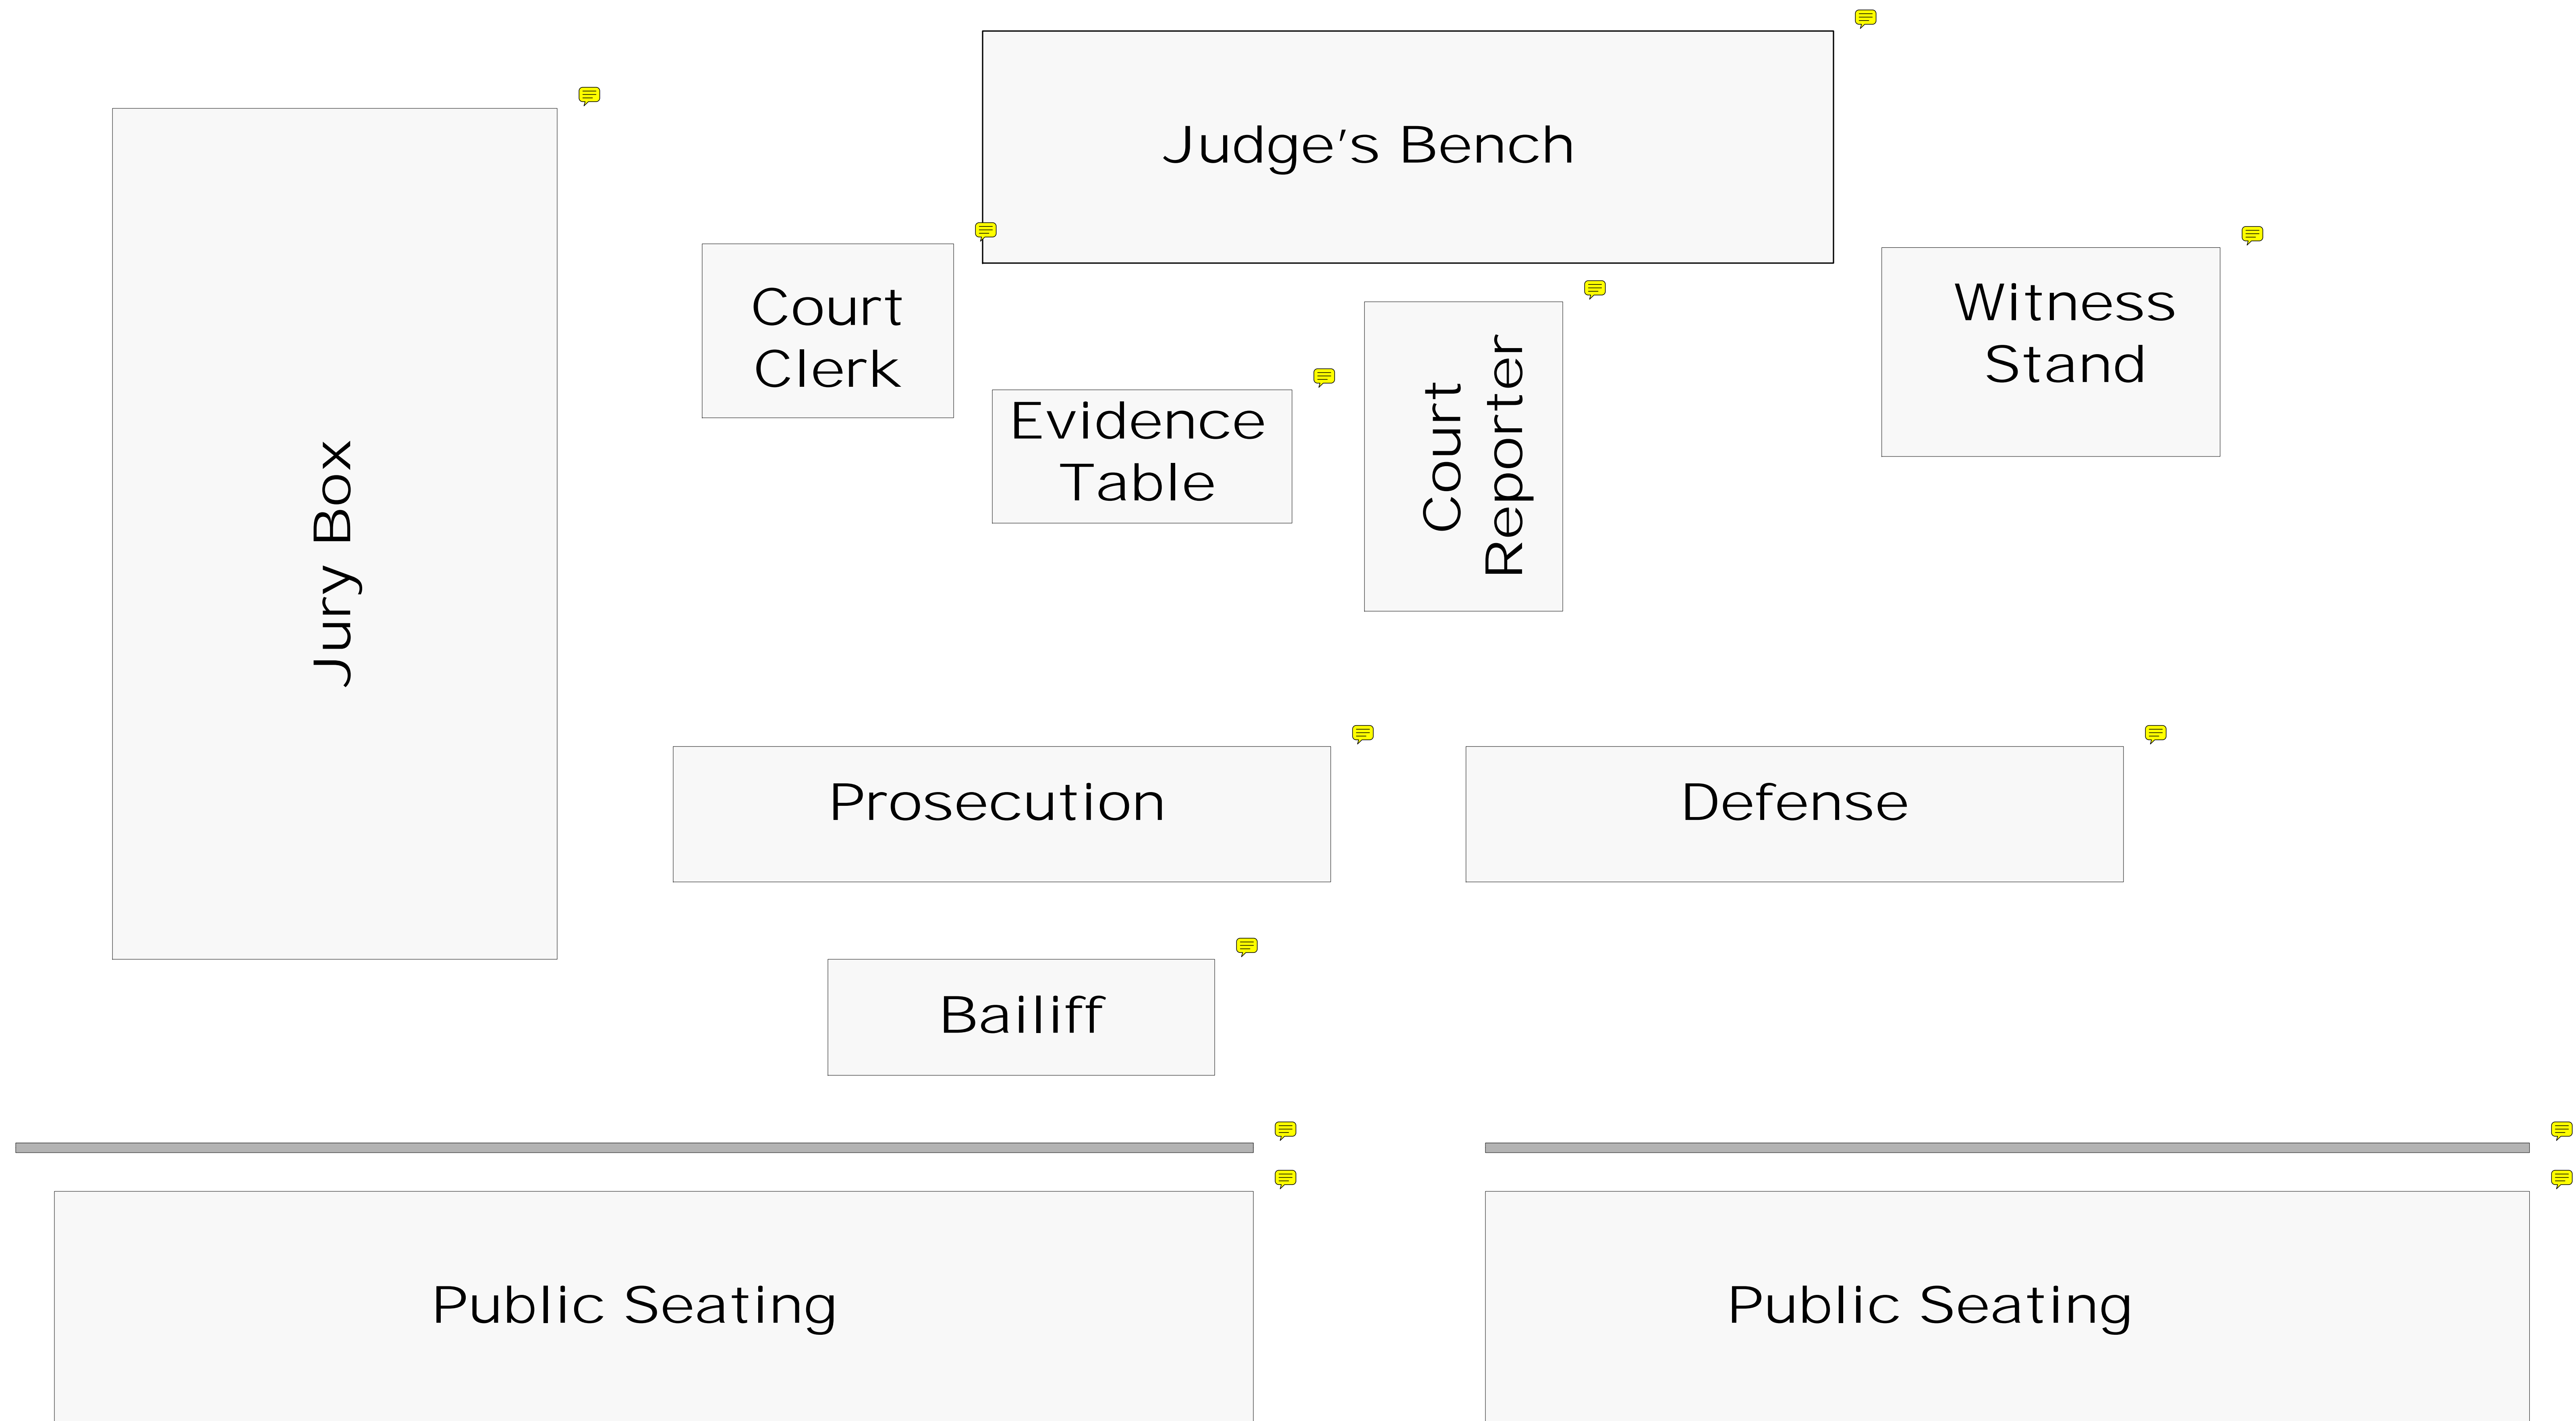 Judge's Bench
Jury Box
Court
Clerk
Evidence
Table
Court
Reporter
Witness
Stand
Prosecution
Defense
Bailiff
Public Seating
Public Seating